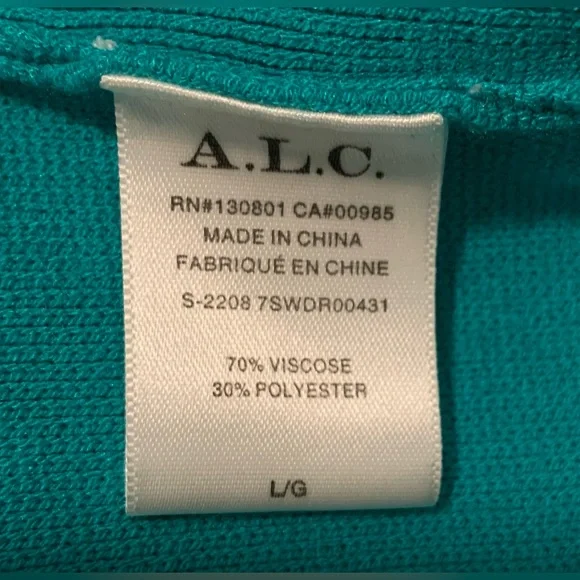 A.L.C.
RN#130801 CA#00985
MADE IN CHINA
FABRIQUÉ EN CHINE
S-2208 7SWDR00431
70% VISCOSE
30% POLYESTER
L/G